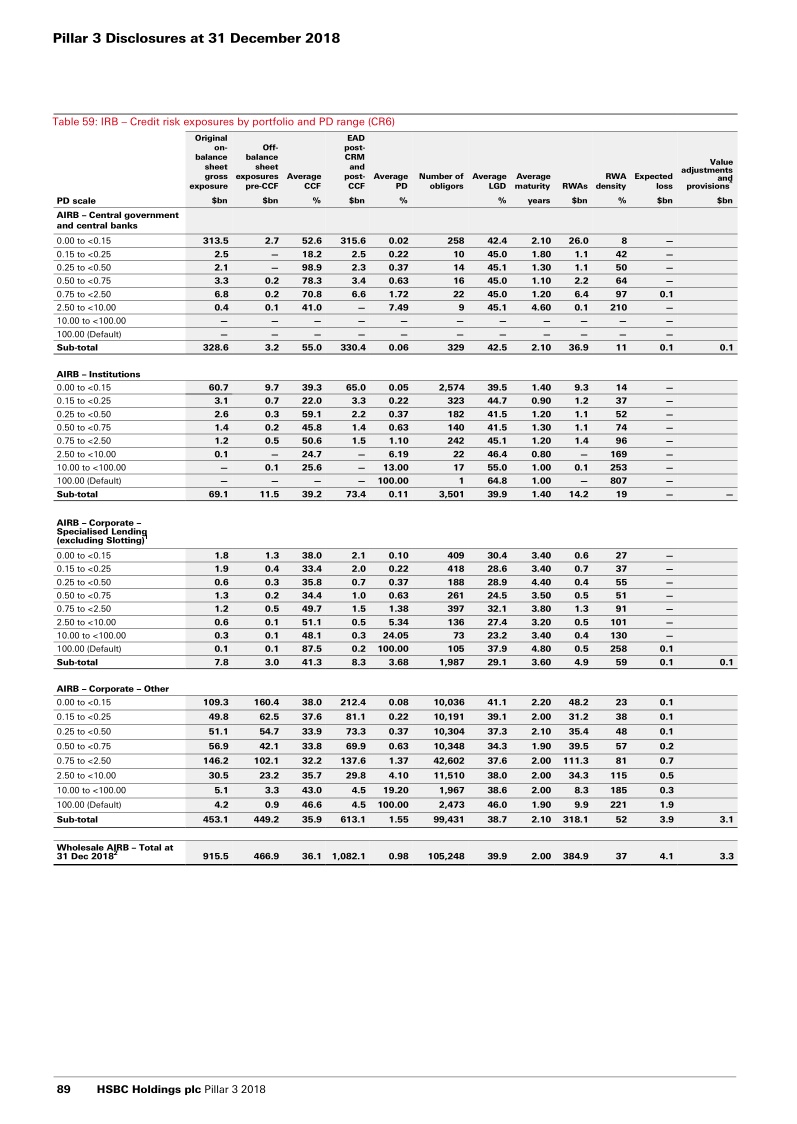 Pillar 3 Disclosures at 31 December 2018
Table 59: IRB – Credit risk exposures by portfolio and PD range (CR6)
Original on-balance sheet gross exposure Off-balance sheet exposures pre-CCF Average CCF EAD post-CRM and post-CCF Average PD Number of obligors Average LGD Average maturity RWAs RWA density Expected loss Value adjustments and provisions
PD scale $bn $bn % $bn % % years $bn % $bn $bn
AIRB – Central government
and central banks
0.00 to <0.15 313.5 2.7 52.6 315.6 0.02 258 42.4 2.10 26.0 8 –
0.15 to <0.25 2.5 – 18.2 2.5 0.22 10 45.0 1.80 1.1 42 –
0.25 to <0.50 2.1 – 98.9 2.3 0.37 14 45.1 1.30 1.1 50 –
0.50 to <0.75 3.3 0.2 78.3 3.4 0.63 16 45.0 1.10 2.2 64 –
0.75 to <2.50 6.8 0.2 70.8 6.6 1.72 22 45.0 1.20 6.4 97 0.1
2.50 to <10.00 0.4 0.1 41.0 – 7.49 9 45.1 4.60 0.1 210 –
10.00 to <100.00 – – – – – – – – – – –
100.00 (Default) – – – – – – – – – – –
Sub-total 328.6 3.2 55.0 330.4 0.06 329 42.5 2.10 36.9 11 0.1 0.1
AIRB – Institutions
0.00 to <0.15 60.7 9.7 39.3 65.0 0.05 2,574 39.5 1.40 9.3 14 –
0.15 to <0.25 3.1 0.7 22.0 3.3 0.22 323 44.7 0.90 1.2 37 –
0.25 to <0.50 2.6 0.3 59.1 2.2 0.37 182 41.5 1.20 1.1 52 –
0.50 to <0.75 1.4 0.2 45.8 1.4 0.63 140 41.5 1.30 1.1 74 –
0.75 to <2.50 1.2 0.5 50.6 1.5 1.10 242 45.1 1.20 1.4 96 –
2.50 to <10.00 0.1 – 24.7 – 6.19 22 46.4 0.80 – 169 –
10.00 to <100.00 – 0.1 25.6 – 13.00 17 55.0 1.00 0.1 253 –
100.00 (Default) – – – – 100.00 1 64.8 1.00 – 807 –
Sub-total 69.1 11.5 39.2 73.4 0.11 3,501 39.9 1.40 14.2 19 – –
AIRB – Corporate –
Specialised Lending
(excluding Slotting)1
0.00 to <0.15 1.8 1.3 38.0 2.1 0.10 409 30.4 3.40 0.6 27 –
0.15 to <0.25 1.9 0.4 33.4 2.0 0.22 418 28.6 3.40 0.7 37 –
0.25 to <0.50 0.6 0.3 35.8 0.7 0.37 188 28.9 4.40 0.4 55 –
0.50 to <0.75 1.3 0.2 34.4 1.0 0.63 261 24.5 3.50 0.5 51 –
0.75 to <2.50 1.2 0.5 49.7 1.5 1.38 397 32.1 3.80 1.3 91 –
2.50 to <10.00 0.6 0.1 51.1 0.5 5.34 136 27.4 3.20 0.5 101 –
10.00 to <100.00 0.3 0.1 48.1 0.3 24.05 73 23.2 3.40 0.4 130 –
100.00 (Default) 0.1 0.1 87.5 0.2 100.00 105 37.9 4.80 0.5 258 0.1
Sub-total 7.8 3.0 41.3 8.3 3.68 1,987 29.1 3.60 4.9 59 0.1 0.1
AIRB – Corporate – Other
0.00 to <0.15 109.3 160.4 38.0 212.4 0.08 10,036 41.1 2.20 48.2 23 0.1
0.15 to <0.25 49.8 62.5 37.6 81.1 0.22 10,191 39.1 2.00 31.2 38 0.1
0.25 to <0.50 51.1 54.7 33.9 73.3 0.37 10,304 37.3 2.10 35.4 48 0.1
0.50 to <0.75 56.9 42.1 33.8 69.9 0.63 10,348 34.3 1.90 39.5 57 0.2
0.75 to <2.50 146.2 102.1 32.2 137.6 1.37 42,602 37.6 2.00 111.3 81 0.7
2.50 to <10.00 30.5 23.2 35.7 29.8 4.10 11,510 38.0 2.00 34.3 115 0.5
10.00 to <100.00 5.1 3.3 43.0 4.5 19.20 1,967 38.6 2.00 8.3 185 0.3
100.00 (Default) 4.2 0.9 46.6 4.5 100.00 2,473 46.0 1.90 9.9 221 1.9
Sub-total 453.1 449.2 35.9 613.1 1.55 99,431 38.7 2.10 318.1 52 3.9 3.1
Wholesale AIRB – Total at
31 Dec 20182 915.5 466.9 36.1 1,082.1 0.98 105,248 39.9 2.00 384.9 37 4.1 3.3
89 HSBC Holdings plc Pillar 3 2018